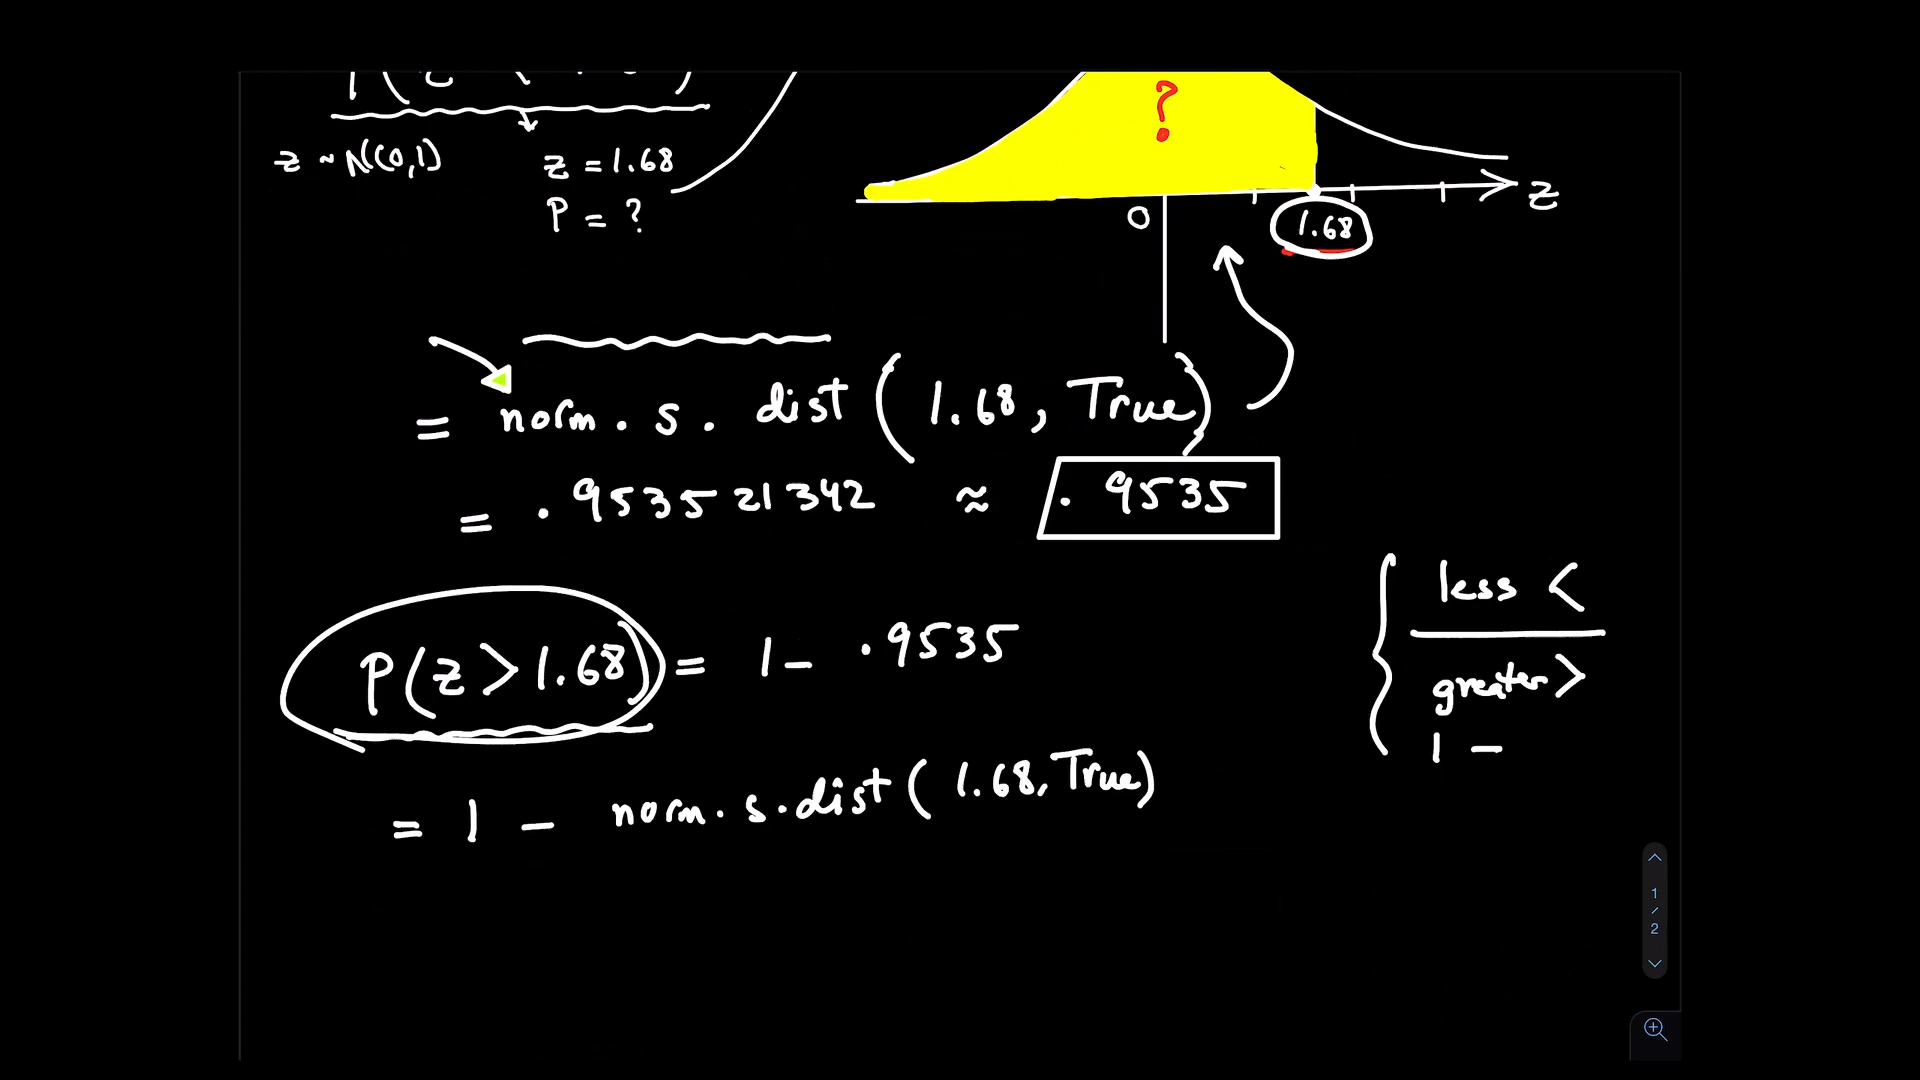 ?
z ~ N(0,1)
z = 1.68
P = ?
0
1.68
z
= norm.s.dist(1.68, True)
= .953521342 ≈ .9535
less <
P(z > 1.68) = 1 - .9535
greater >
1 -
= 1 - norm.s.dist(1.68, True)
1
/
2